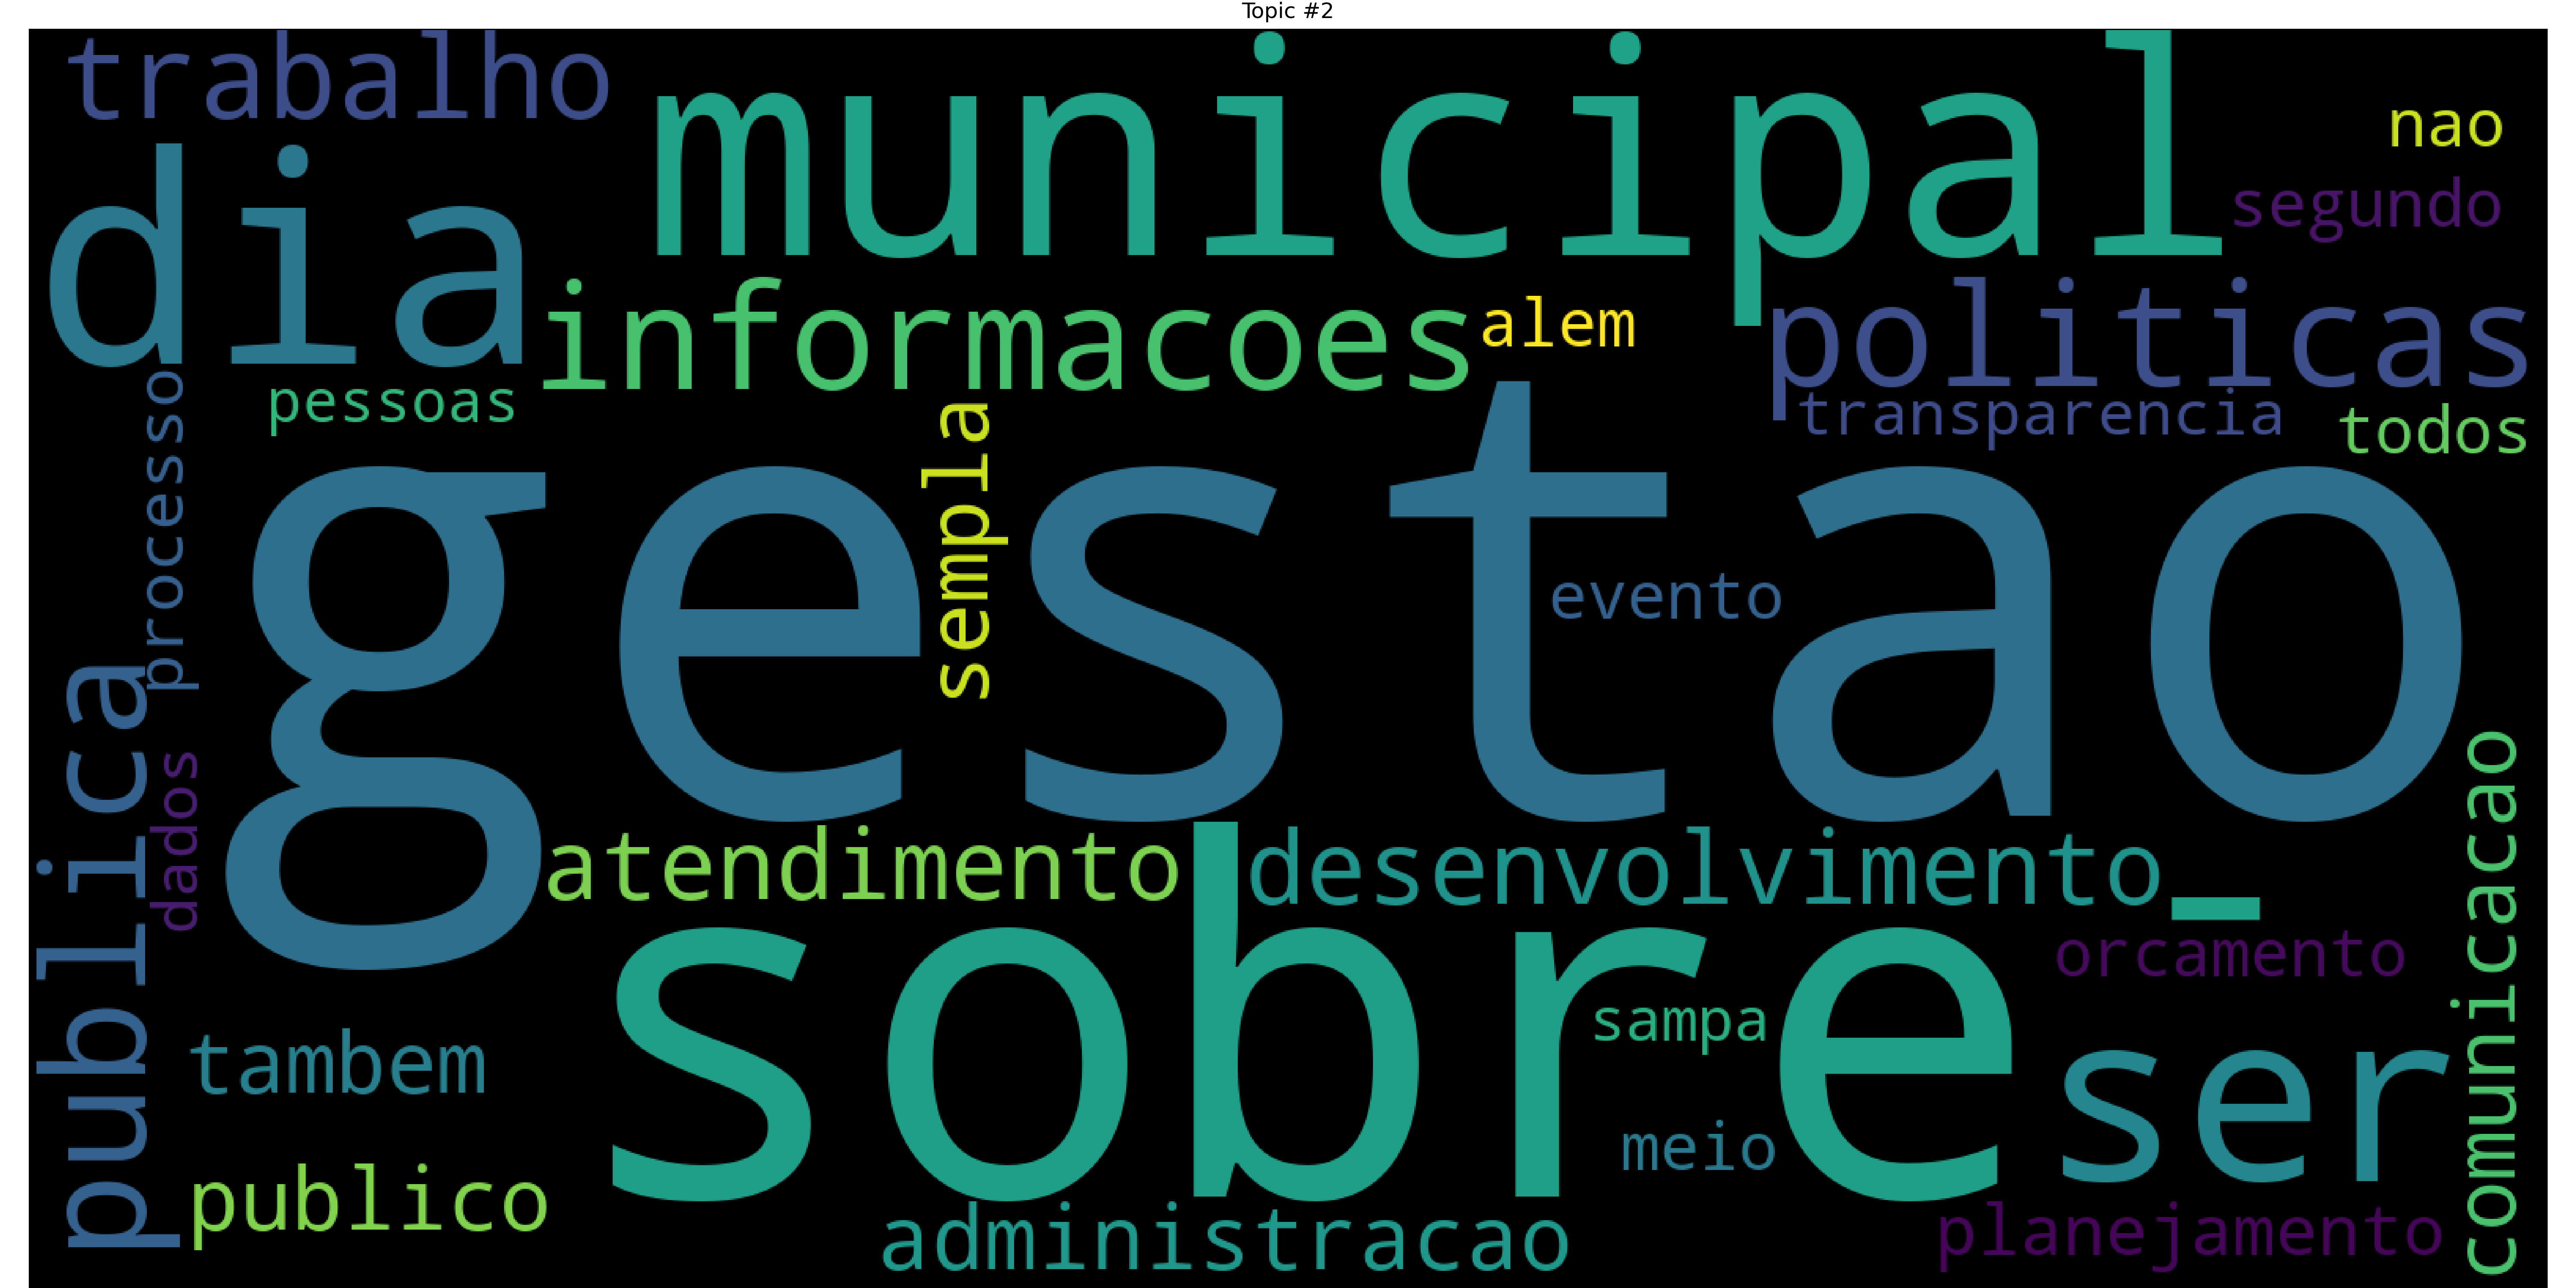 Topic #2
trabalho
municipal
nao
segundo
dia
informacoes
alem
politicas
pessoas
transparencia
todos
processo
sempla
gestao
evento
publica
dados
atendimento
desenvolvimento
–
comunicacao
sobre
orcamento
sampa
ser
tambem
meio
publico
administracao
planejamento